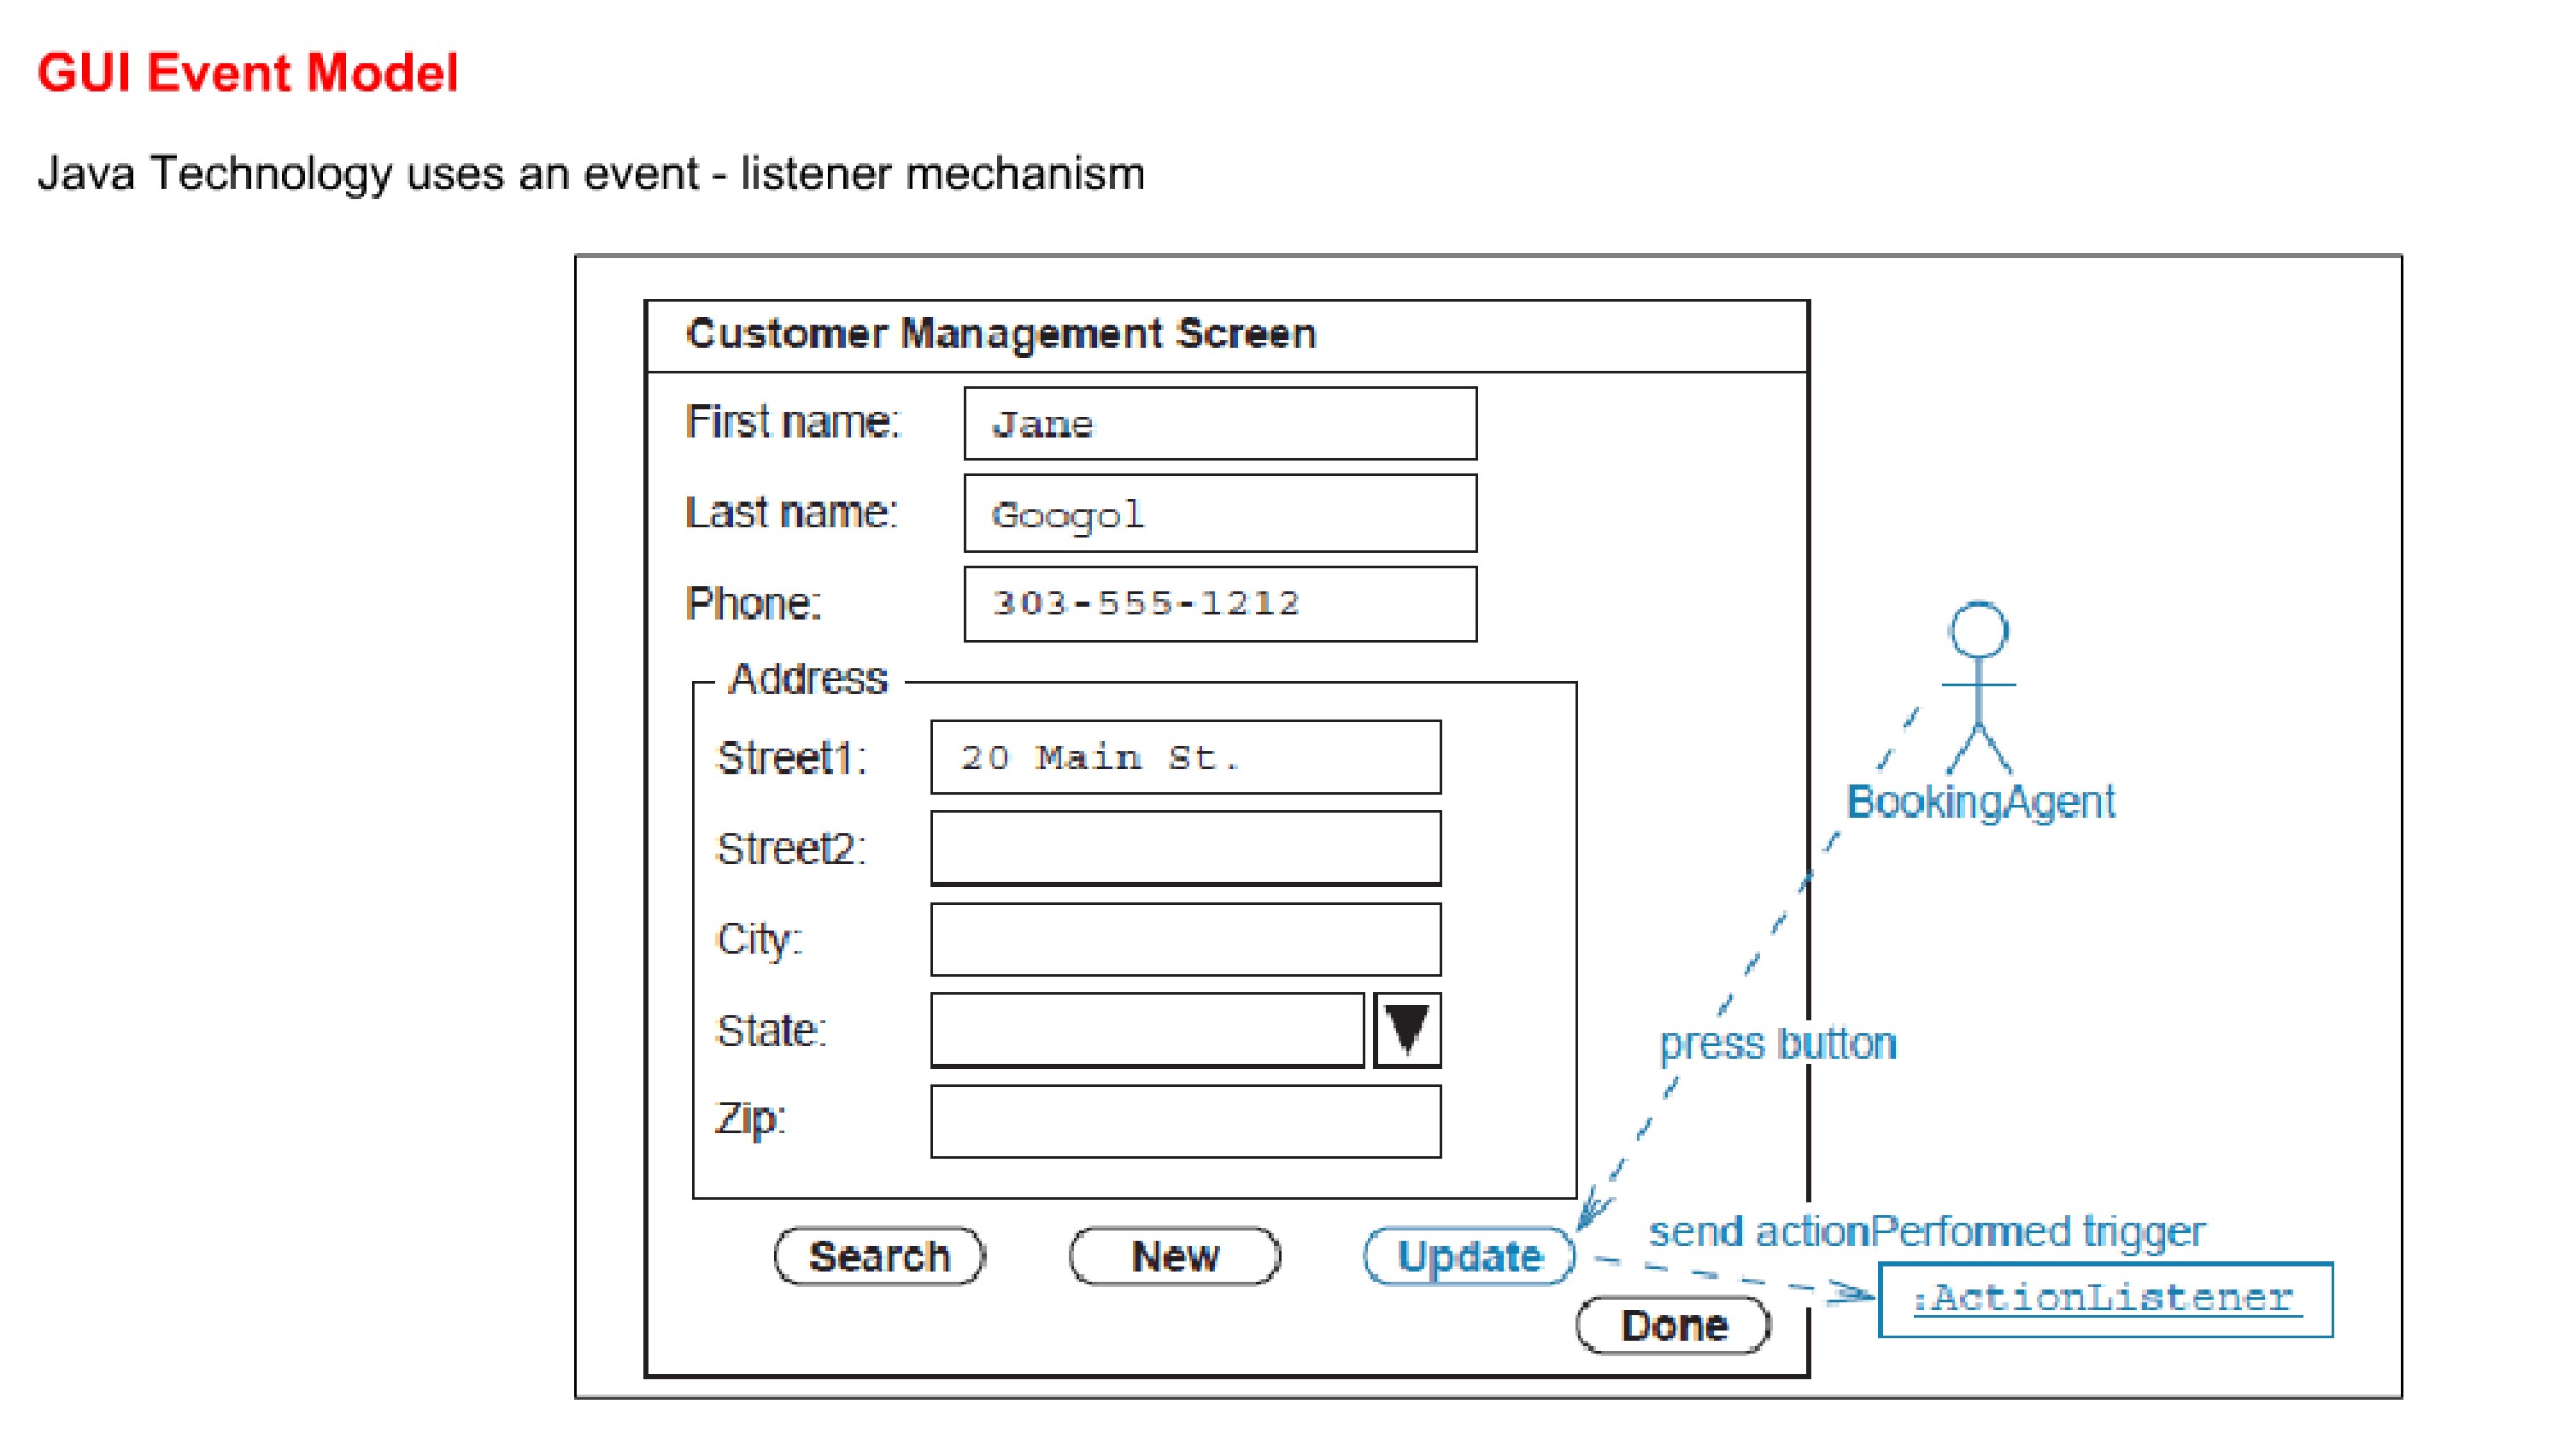 GUI Event Model
Java Technology uses an event - listener mechanism
Customer Management Screen
First name: Jane
Last name: Googol
Phone: 303-555-1212
Address
Street1: 20 Main St.
Street2:
City:
State:
Zip:
BookingAgent
press button
Search New Update
send actionPerformed trigger
:ActionListener
Done